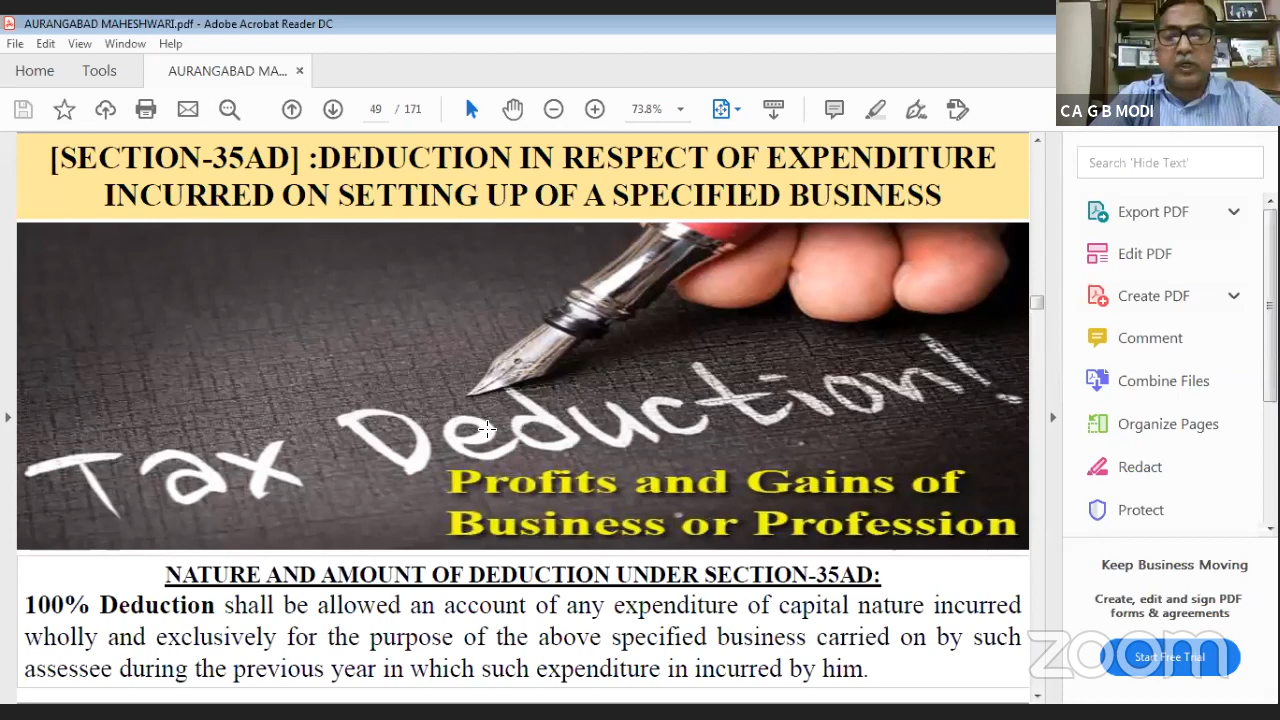 AURANGABAD MAHESHWARI.pdf - Adobe Acrobat Reader DC
File Edit View Window Help
Home Tools AURANGABAD MA... ×
49 / 171 73.8%
C A G B MODI
[SECTION-35AD] :DEDUCTION IN RESPECT OF EXPENDITURE
INCURRED ON SETTING UP OF A SPECIFIED BUSINESS
Tax Deduction!
Profits and Gains of
Business or Profession
NATURE AND AMOUNT OF DEDUCTION UNDER SECTION-35AD:
100% Deduction shall be allowed an account of any expenditure of capital nature incurred
wholly and exclusively for the purpose of the above specified business carried on by such
assessee during the previous year in which such expenditure in incurred by him.
Search 'Hide Text'
Export PDF
Edit PDF
Create PDF
Comment
Combine Files
Organize Pages
Redact
Protect
Keep Business Moving
Create, edit and sign PDF
forms & agreements
Start Free Trial
zoom